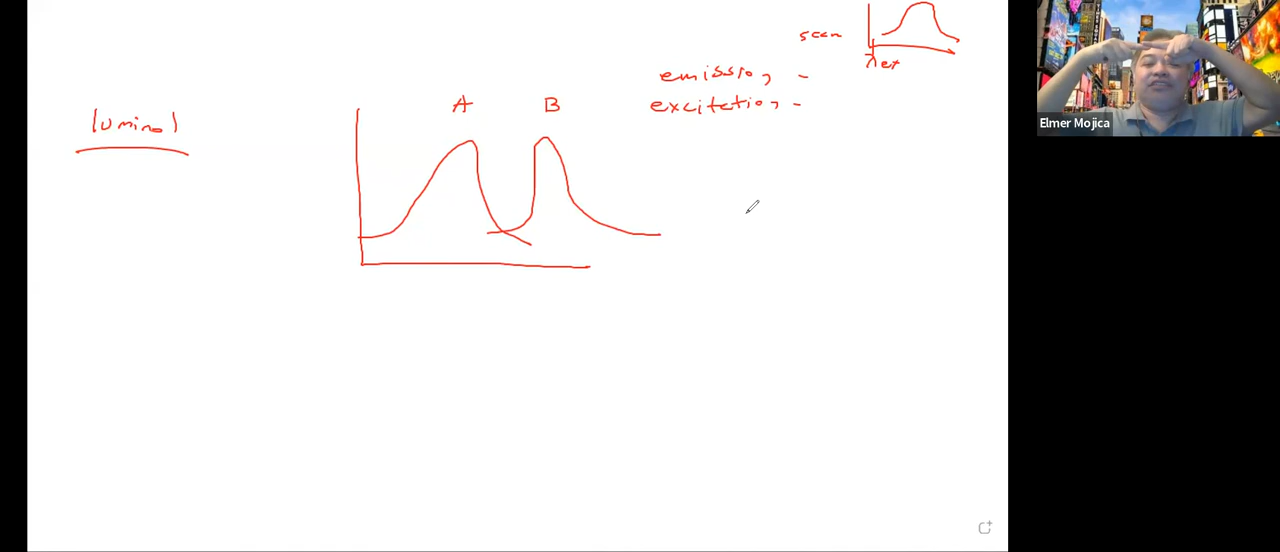 scan
λex
emission -
excitation -
A B
luminol
Elmer Mojica